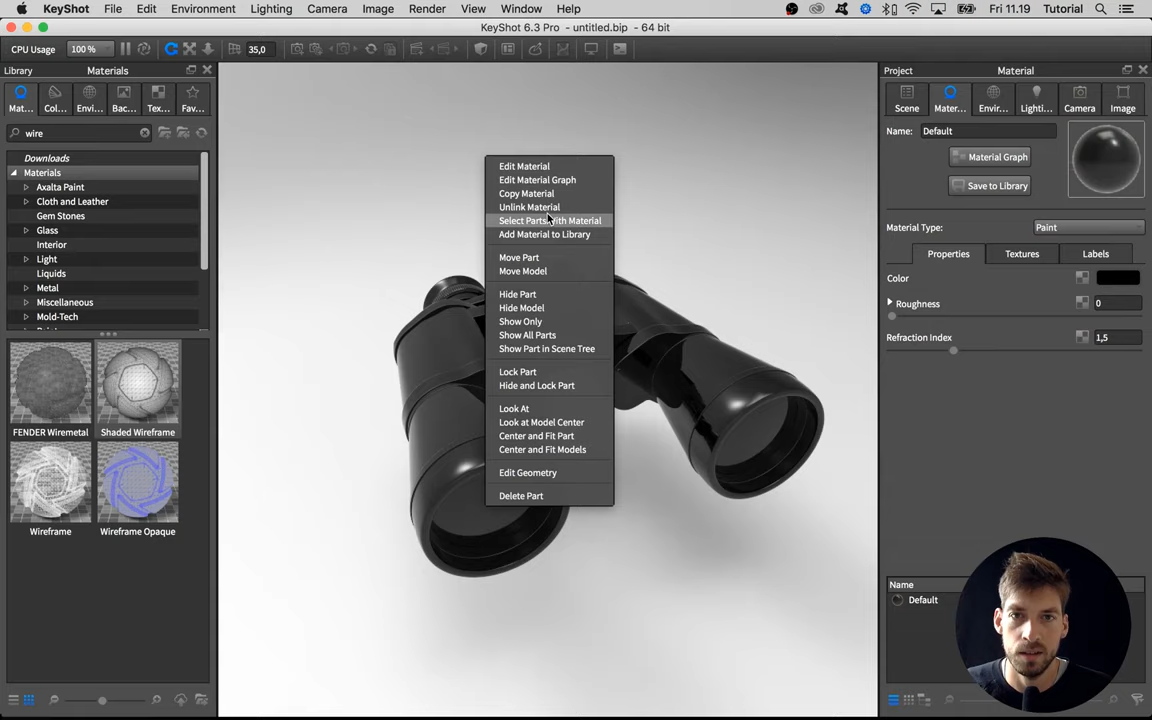 KeyShot File Edit Environment Lighting Camera Image Render View Window Help Fri 11.19 Tutorial
KeyShot 6.3 Pro - untitled.bip - 64 bit
CPU Usage 100 % 35,0
Library Materials
Mat... Col... Envi... Bac... Tex... Fav...
wire
Downloads
Materials
Axalta Paint
Cloth and Leather
Gem Stones
Glass
Interior
Light
Liquids
Metal
Miscellaneous
Mold-Tech
FENDER Wiremetal Shaded Wireframe
Wireframe Wireframe Opaque
Edit Material
Edit Material Graph
Copy Material
Unlink Material
Select Parts with Material
Add Material to Library
Move Part
Move Model
Hide Part
Hide Model
Show Only
Show All Parts
Show Part in Scene Tree
Lock Part
Hide and Lock Part
Look At
Look at Model Center
Center and Fit Part
Center and Fit Models
Edit Geometry
Delete Part
Project Material
Scene Mater... Envir... Lighti... Camera Image
Name: Default
Material Graph
Save to Library
Material Type: Paint
Properties Textures Labels
Color
Roughness 0
Refraction Index 1,5
Name
Default